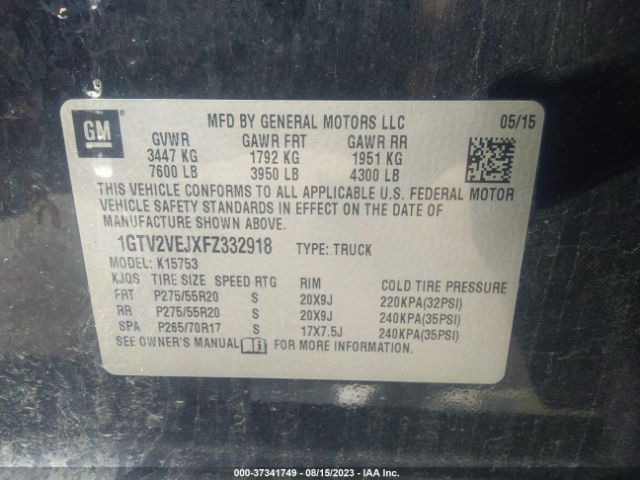 GM
MFD BY GENERAL MOTORS LLC 05/15
GVWR GAWR FRT GAWR RR
3447 KG 1792 KG 1951 KG
7600 LB 3950 LB 4300 LB
THIS VEHICLE CONFORMS TO ALL APPLICABLE U.S. FEDERAL MOTOR
VEHICLE SAFETY STANDARDS IN EFFECT ON THE DATE OF
MANUFACTURE SHOWN ABOVE.
1GTV2VEJXFZ332918 TYPE: TRUCK
MODEL: K15753
KJQS TIRE SIZE SPEED RTG RIM COLD TIRE PRESSURE
FRT P275/55R20 S 20X9J 220KPA(32PSI)
RR P275/55R20 S 20X9J 240KPA(35PSI)
SPA P265/70R17 S 17X7.5J 240KPA(35PSI)
SEE OWNER'S MANUAL FOR MORE INFORMATION.
000-37341749 - 08/15/2023 - IAA Inc.